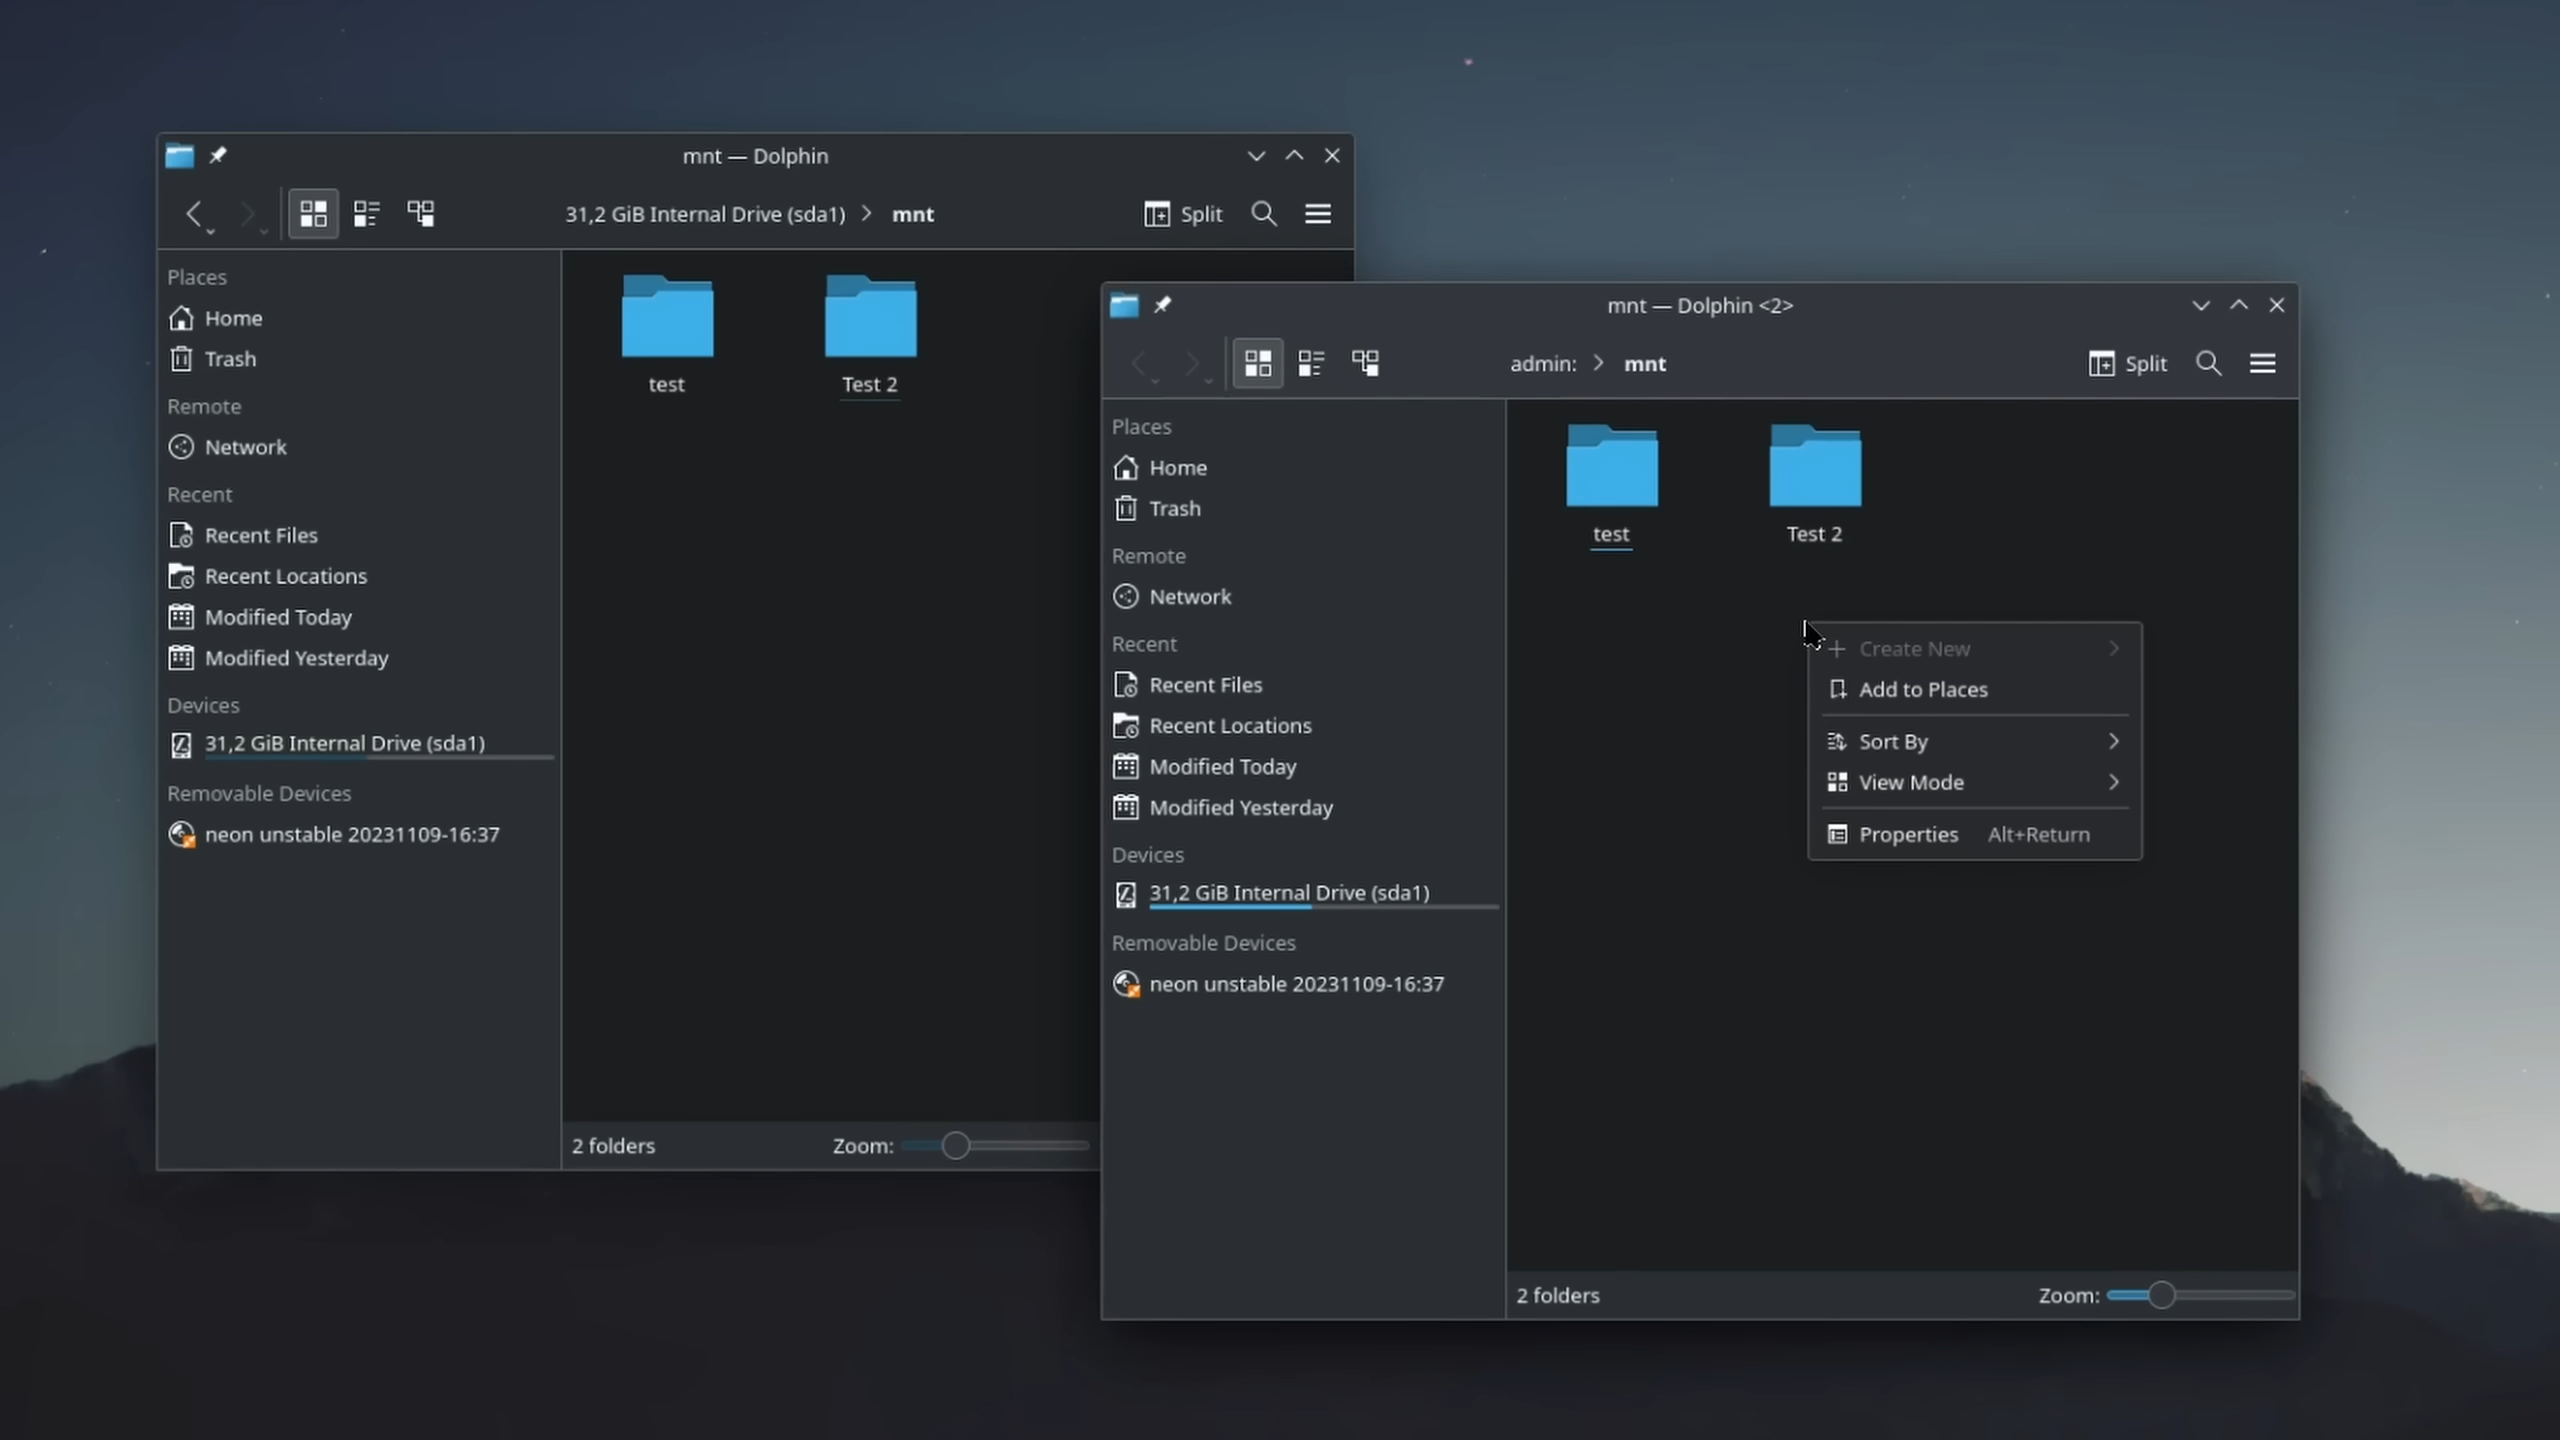 mnt — Dolphin
31,2 GiB Internal Drive (sda1) > mnt
Split
Places
Home
Trash
Remote
Network
Recent
Recent Files
Recent Locations
Modified Today
Modified Yesterday
Devices
31,2 GiB Internal Drive (sda1)
Removable Devices
neon unstable 20231109-16:37
test
Test 2
2 folders
Zoom:
mnt — Dolphin <2>
admin: > mnt
Split
Places
Home
Trash
Remote
Network
Recent
Recent Files
Recent Locations
Modified Today
Modified Yesterday
Devices
31,2 GiB Internal Drive (sda1)
Removable Devices
neon unstable 20231109-16:37
test
Test 2
Create New
Add to Places
Sort By
View Mode
Properties Alt+Return
2 folders
Zoom: